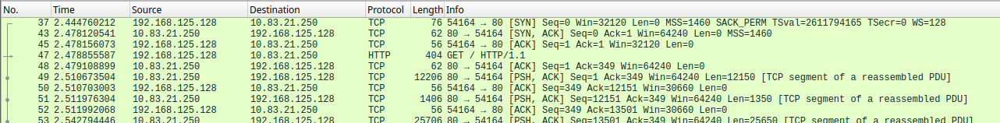 No. Time Source Destination Protocol Length Info
37 2.444760212 192.168.125.128 10.83.21.250 TCP 76 54164 → 80 [SYN] Seq=0 Win=32120 Len=0 MSS=1460 SACK_PERM TSval=2611794165 TSecr=0 WS=128
43 2.478120541 10.83.21.250 192.168.125.128 TCP 62 80 → 54164 [SYN, ACK] Seq=0 Ack=1 Win=64240 Len=0 MSS=1460
45 2.478156073 192.168.125.128 10.83.21.250 TCP 56 54164 → 80 [ACK] Seq=1 Ack=1 Win=32120 Len=0
47 2.478855587 192.168.125.128 10.83.21.250 HTTP 404 GET / HTTP/1.1
48 2.479108899 10.83.21.250 192.168.125.128 TCP 62 80 → 54164 [ACK] Seq=1 Ack=349 Win=64240 Len=0
49 2.510673504 10.83.21.250 192.168.125.128 TCP 12206 80 → 54164 [PSH, ACK] Seq=1 Ack=349 Win=64240 Len=12150 [TCP segment of a reassembled PDU]
50 2.510703003 192.168.125.128 10.83.21.250 TCP 56 54164 → 80 [ACK] Seq=349 Ack=12151 Win=30660 Len=0
51 2.511976304 10.83.21.250 192.168.125.128 TCP 1406 80 → 54164 [PSH, ACK] Seq=12151 Ack=349 Win=64240 Len=1350 [TCP segment of a reassembled PDU]
52 2.511992068 192.168.125.128 10.83.21.250 TCP 56 54164 → 80 [ACK] Seq=349 Ack=13501 Win=30660 Len=0
53 2.542794446 10.83.21.250 192.168.125.128 TCP 25706 80 → 54164 [PSH, ACK] Seq=13501 Ack=349 Win=64240 Len=25650 [TCP segment of a reassembled PDU]